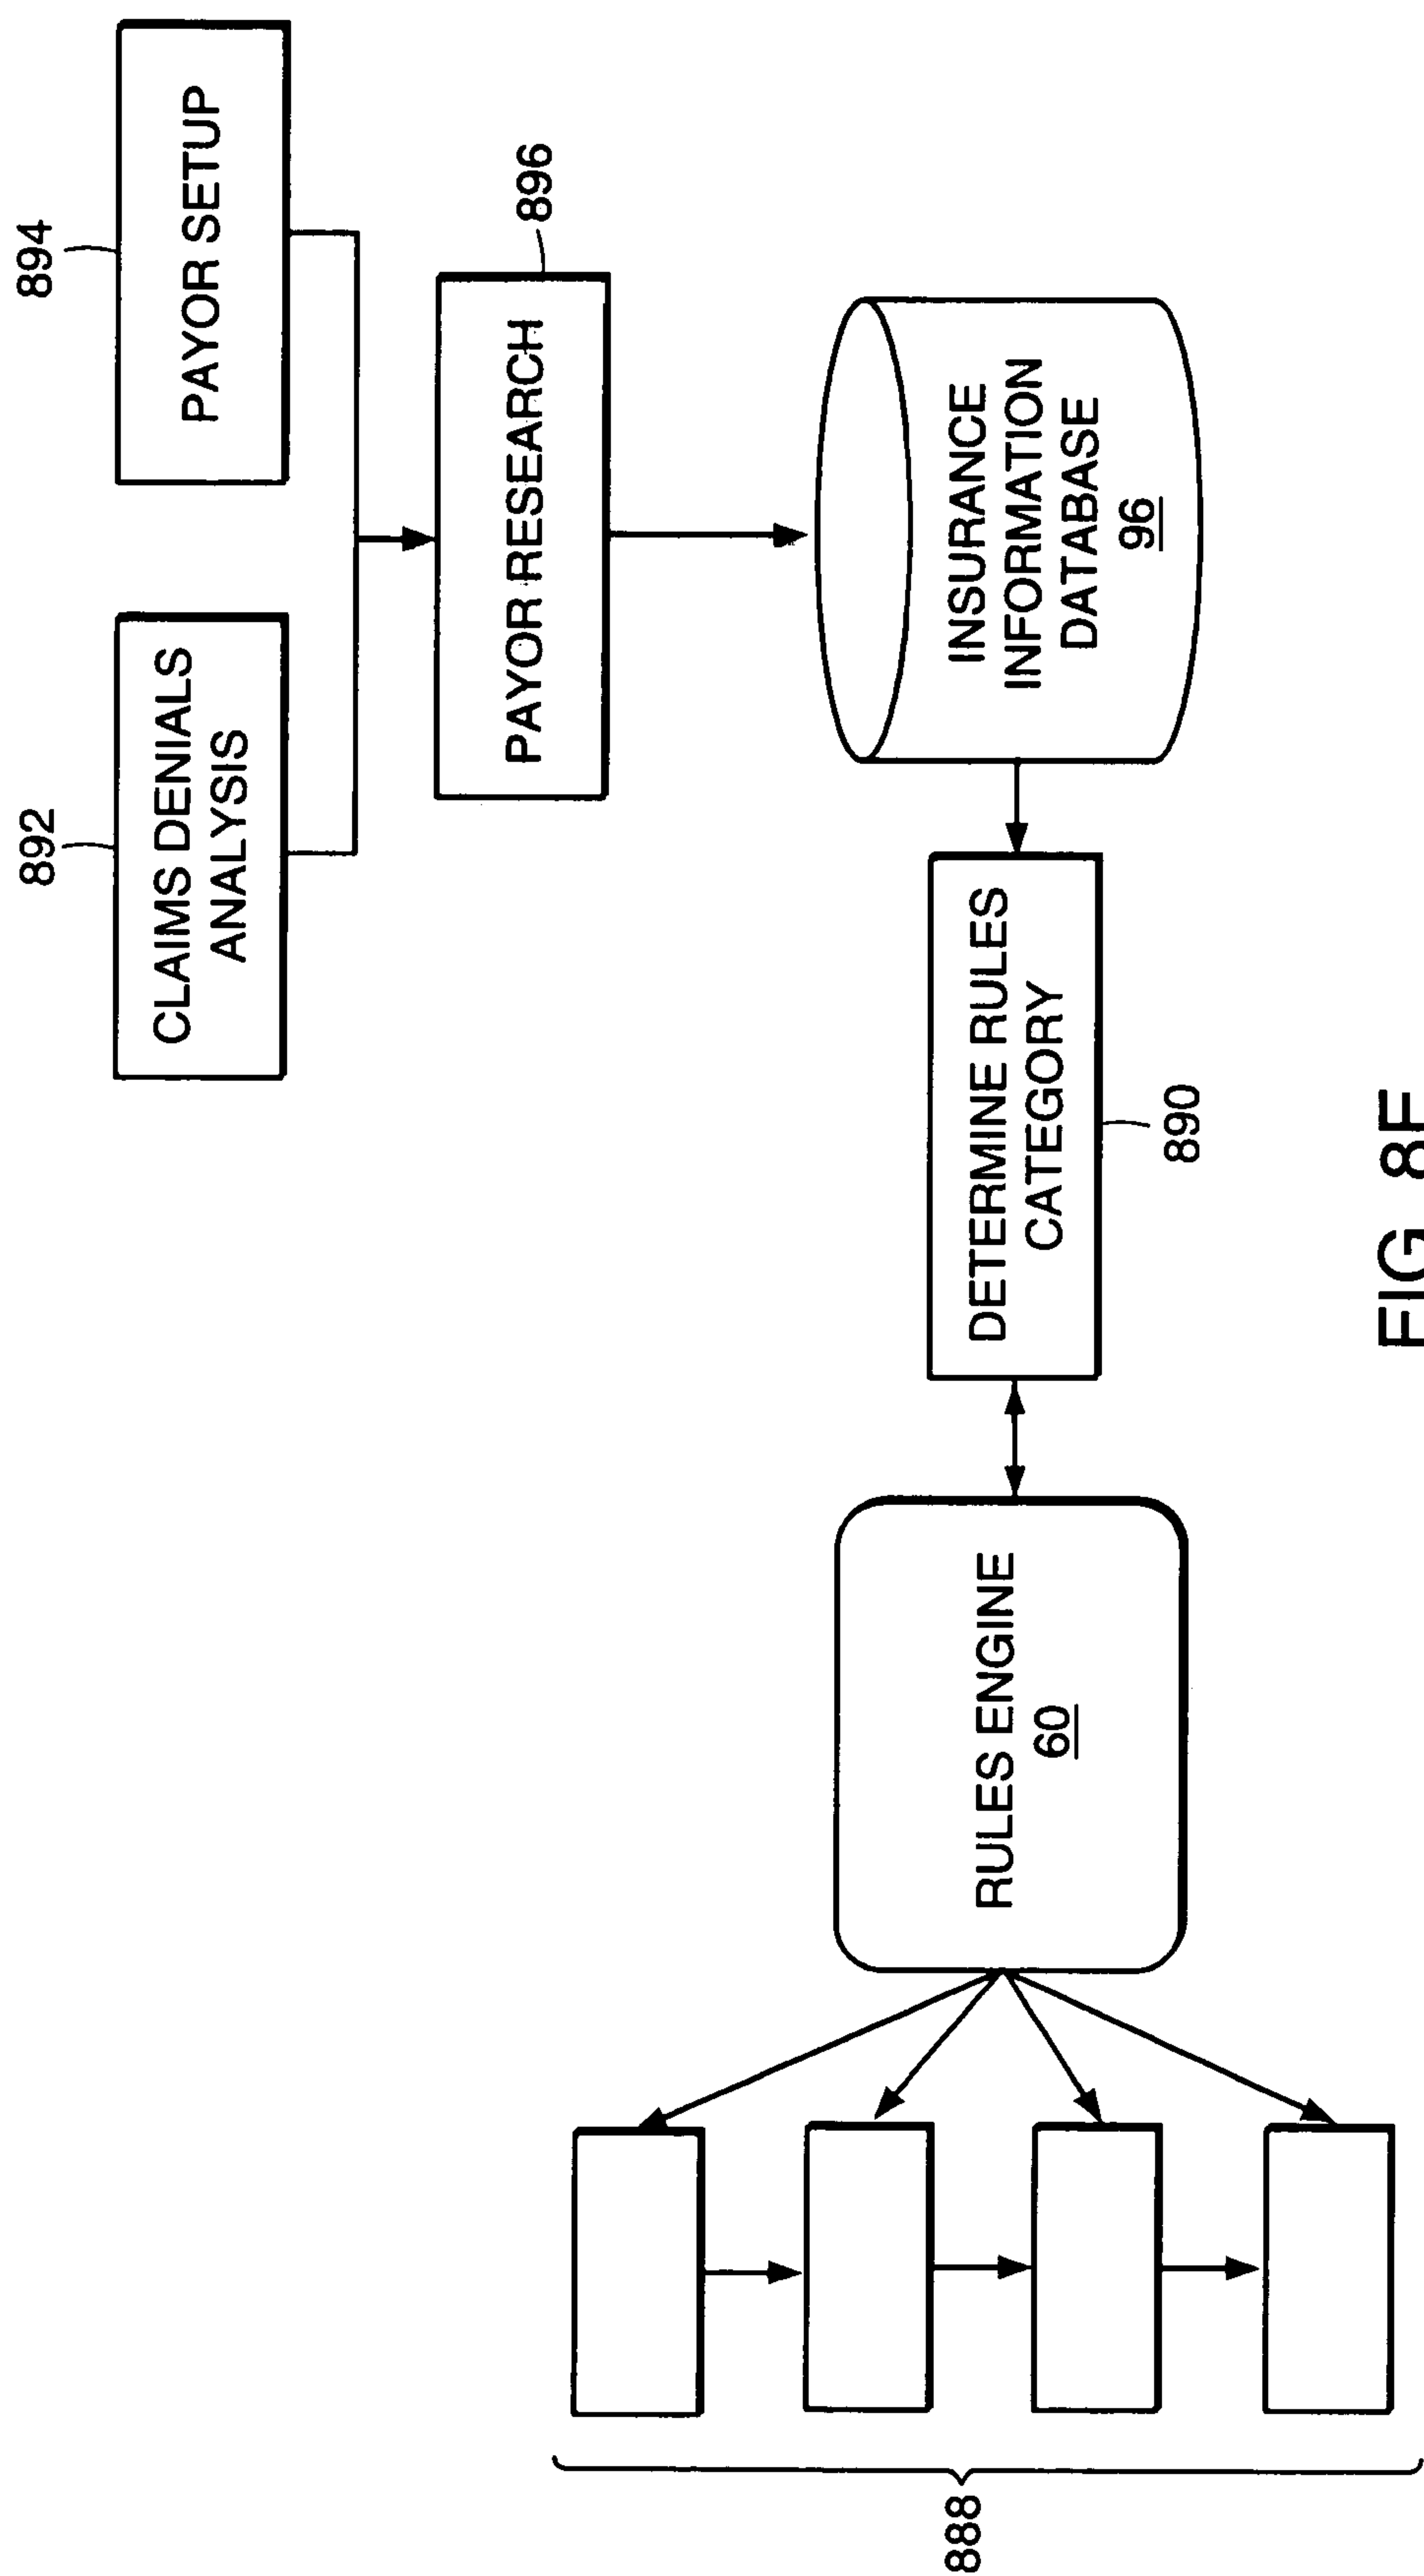 892
894
CLAIMS DENIALS
ANALYSIS
PAYOR SETUP
PAYOR RESEARCH
896
INSURANCE
INFORMATION
DATABASE
96
DETERMINE RULES
CATEGORY
890
RULES ENGINE
60
888
FIG. 8F